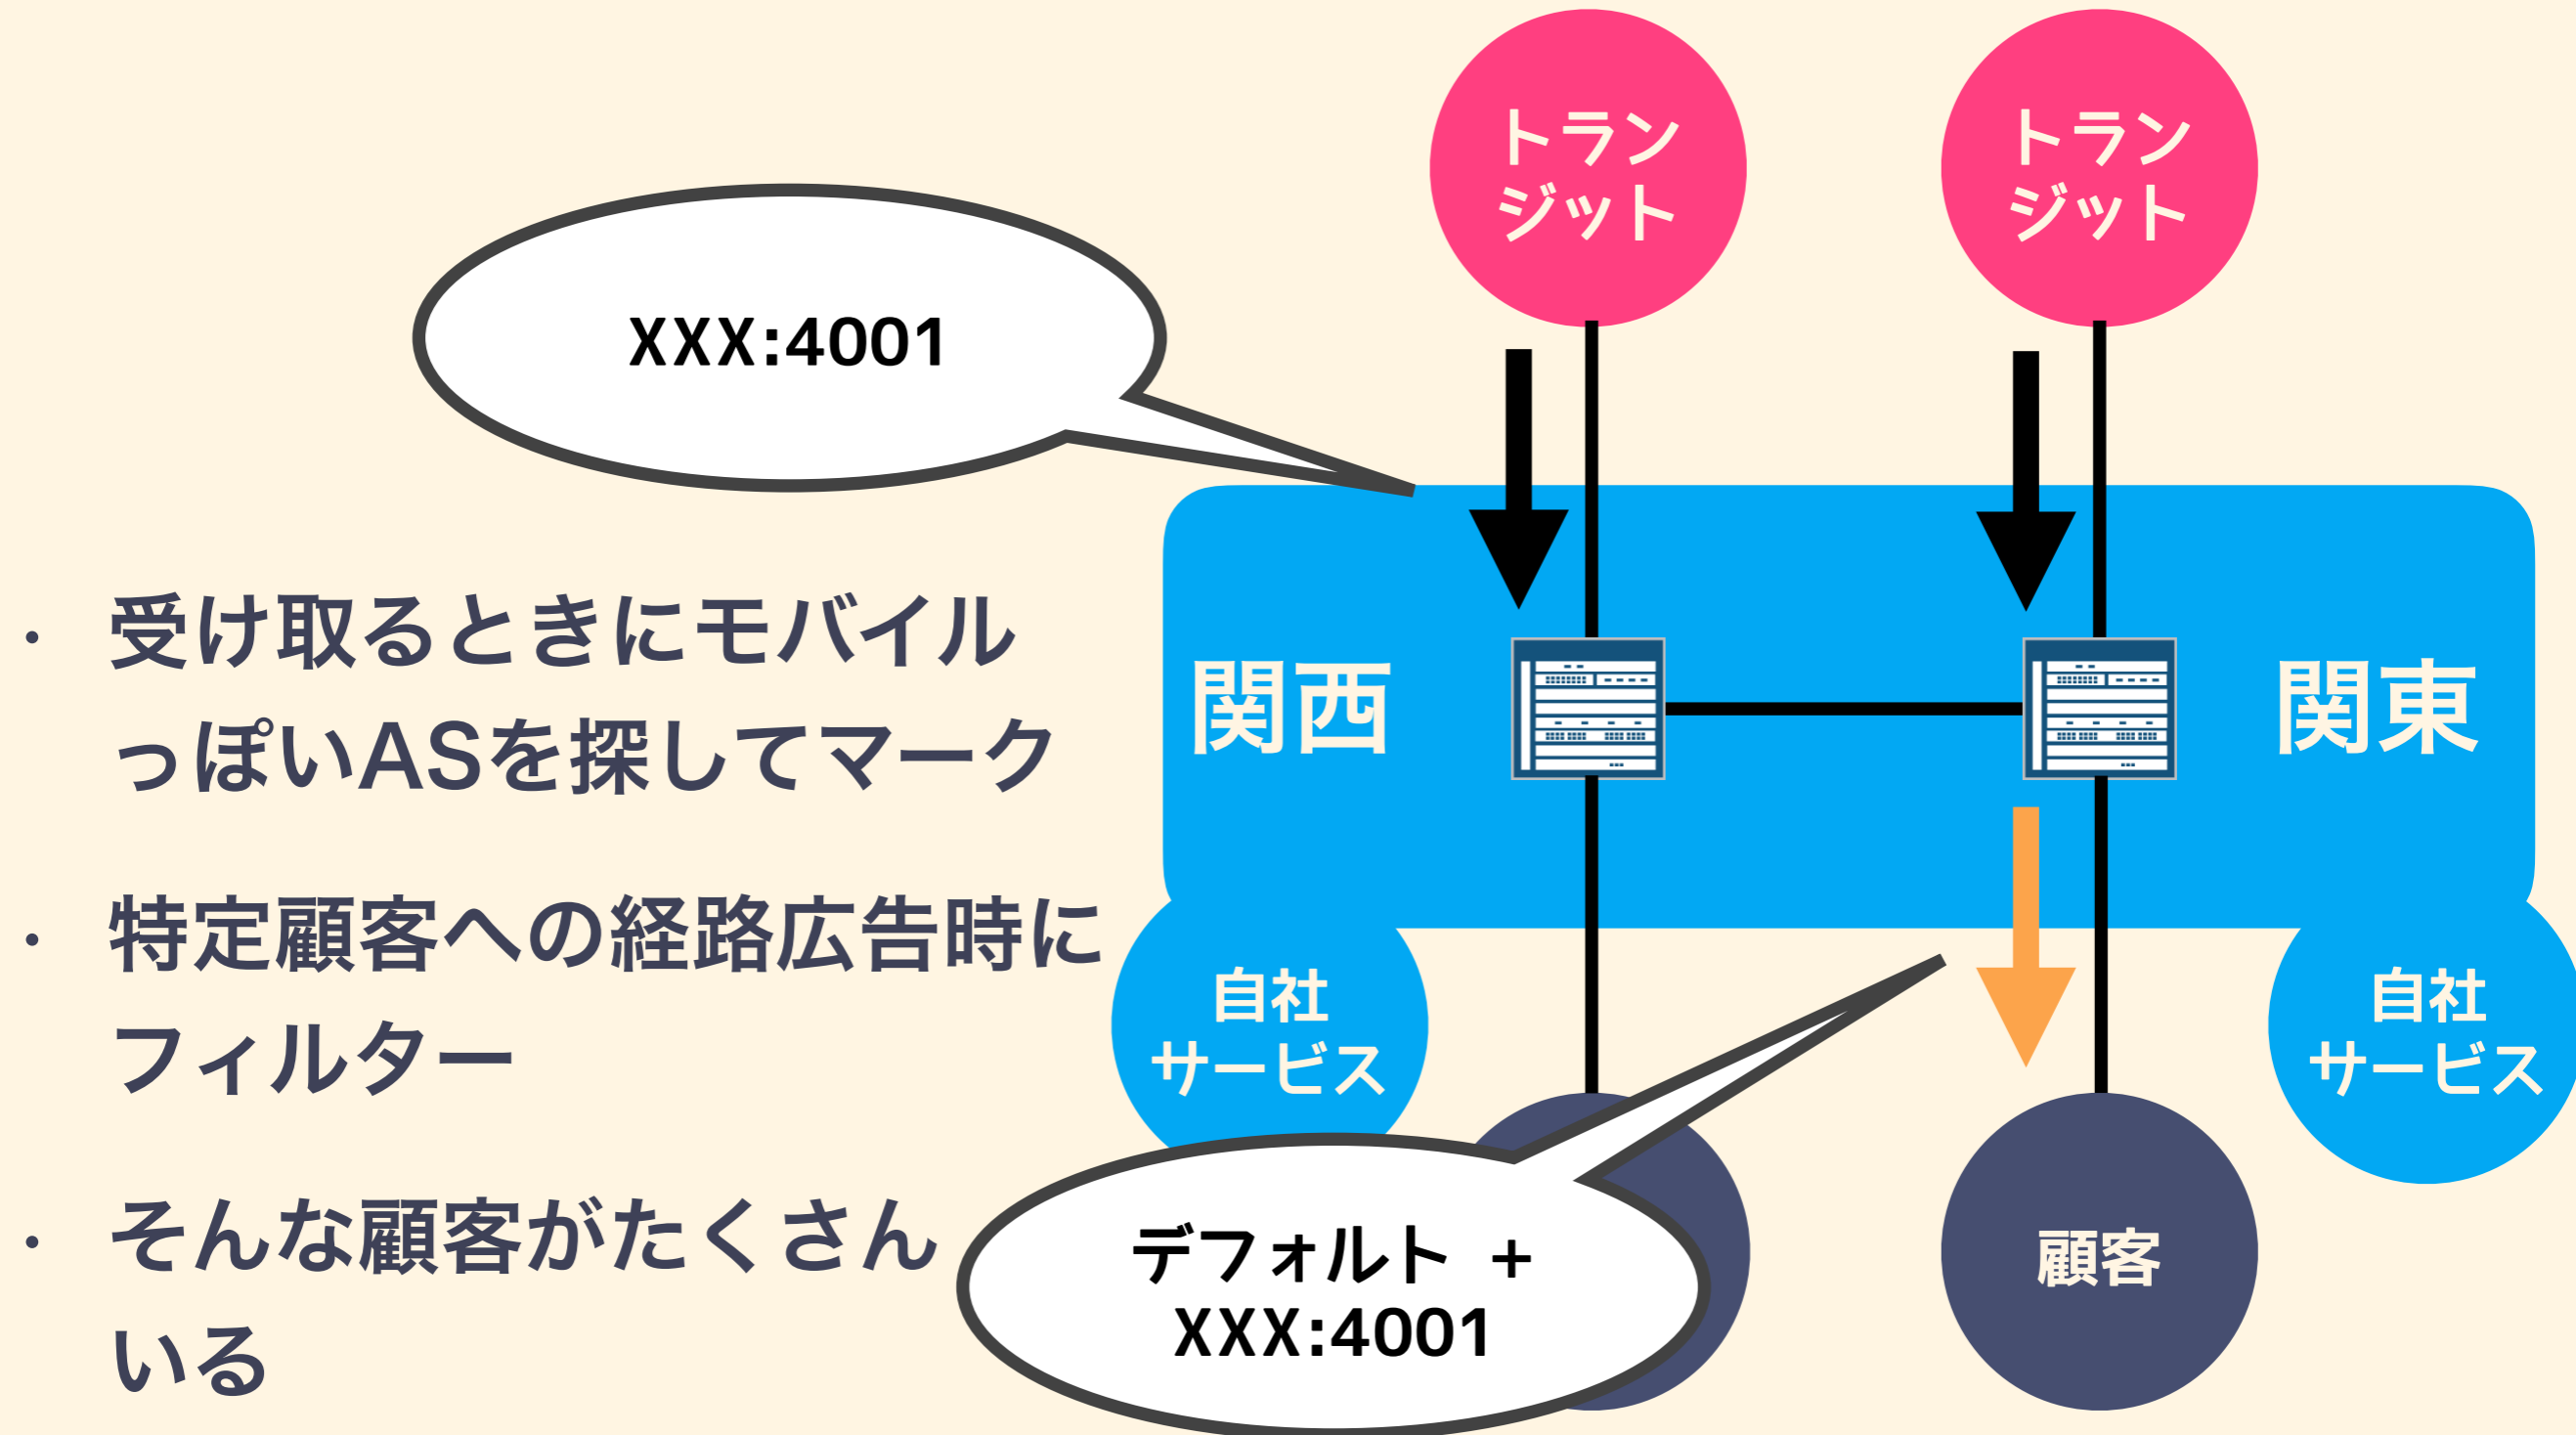 トラン
ジット
トラン
ジット
XXX:4001
・ 受け取るときにモバイル
っぽいASを探してマーク
・ 特定顧客への経路広告時に
フィルター
・ そんな顧客がたくさん
いる
関西
関東
自社
サービス
自社
サービス
デフォルト +
XXX:4001
顧客